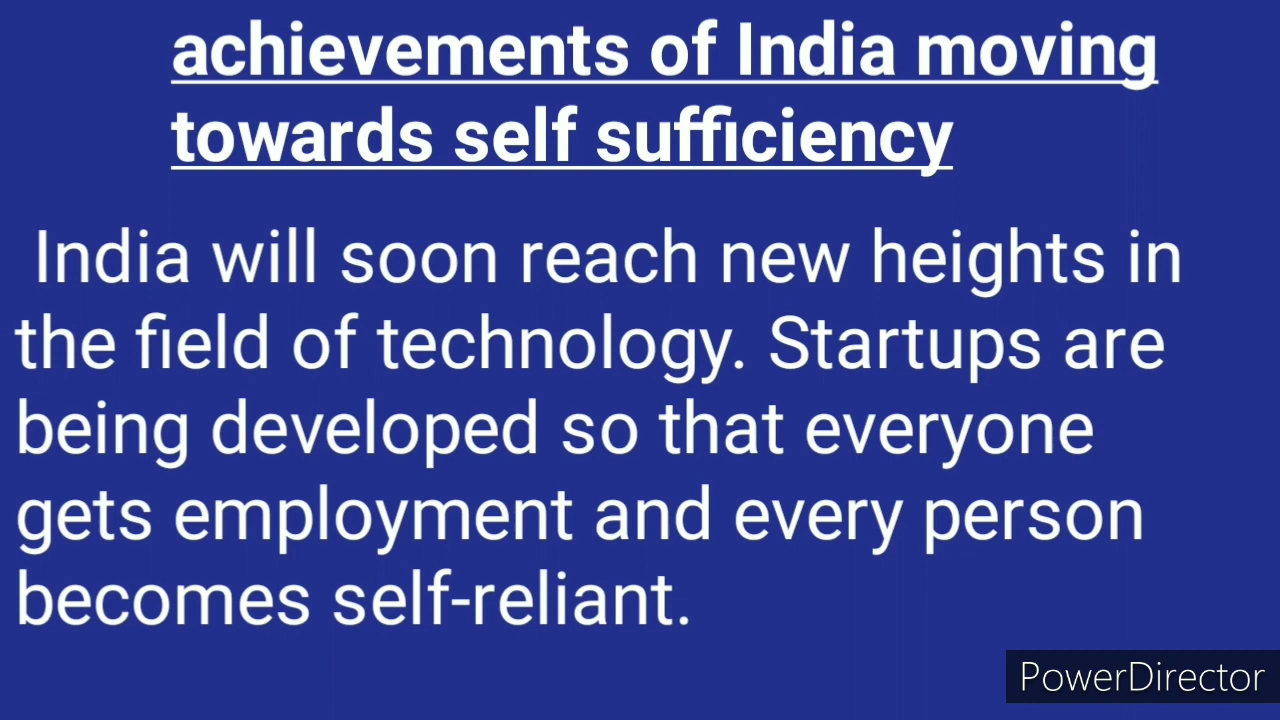 achievements of India moving
towards self sufficiency
India will soon reach new heights in
the field of technology. Startups are
being developed so that everyone
gets employment and every person
becomes self-reliant.
PowerDirector